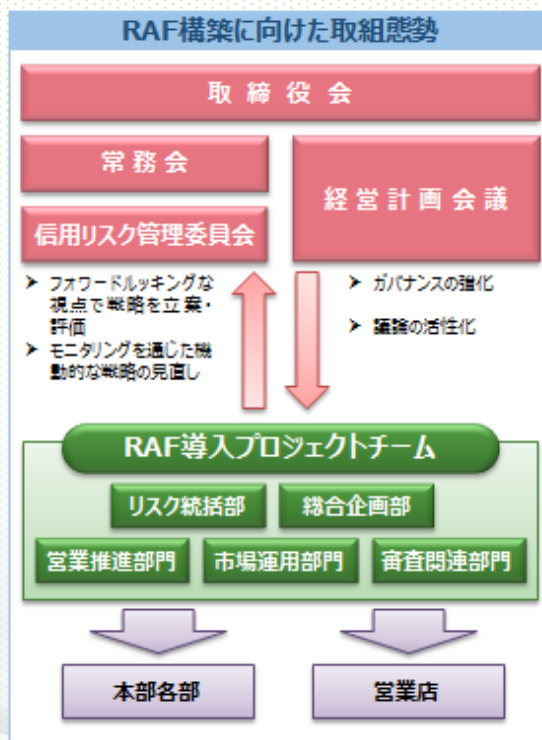 RAF構築に向けた取組態勢
取締役会
常務会
経営計画会議
信用リスク管理委員会
➤ フォワードルッキングな
視点で戦略を立案・
評価
➤ モニタリングを通じた機
動的な戦略の見直し
➤ ガバナンスの強化
➤ 議論の活性化
RAF導入プロジェクトチーム
リスク統括部
総合企画部
営業推進部門
市場運用部門
審査関連部門
本部各部
営業店